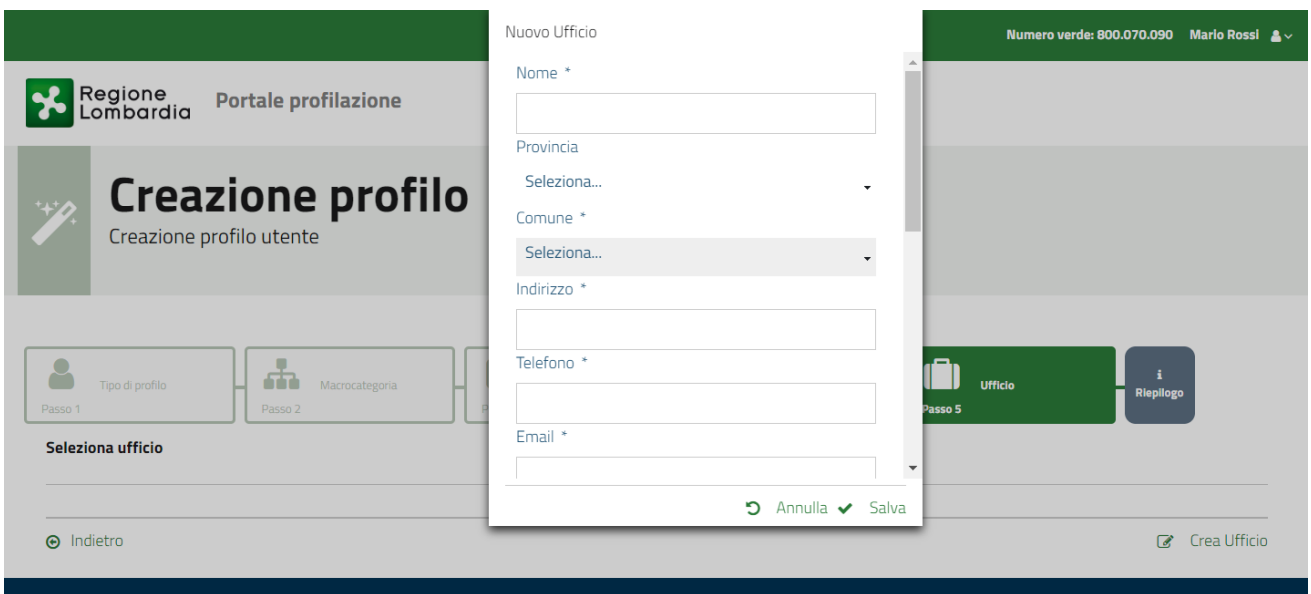 Numero verde: 800.070.090 Mario Rossi
Regione
Lombardia
Portale profilazione
Creazione profilo
Creazione profilo utente
Tipo di profilo
Passo 1
Macrocategoria
Passo 2
Ufficio
Passo 5
i
Riepilogo
Seleziona ufficio
Indietro
Crea Ufficio
Nuovo Ufficio
Nome *
Provincia
Seleziona...
Comune *
Seleziona...
Indirizzo *
Telefono *
Email *
Annulla Salva